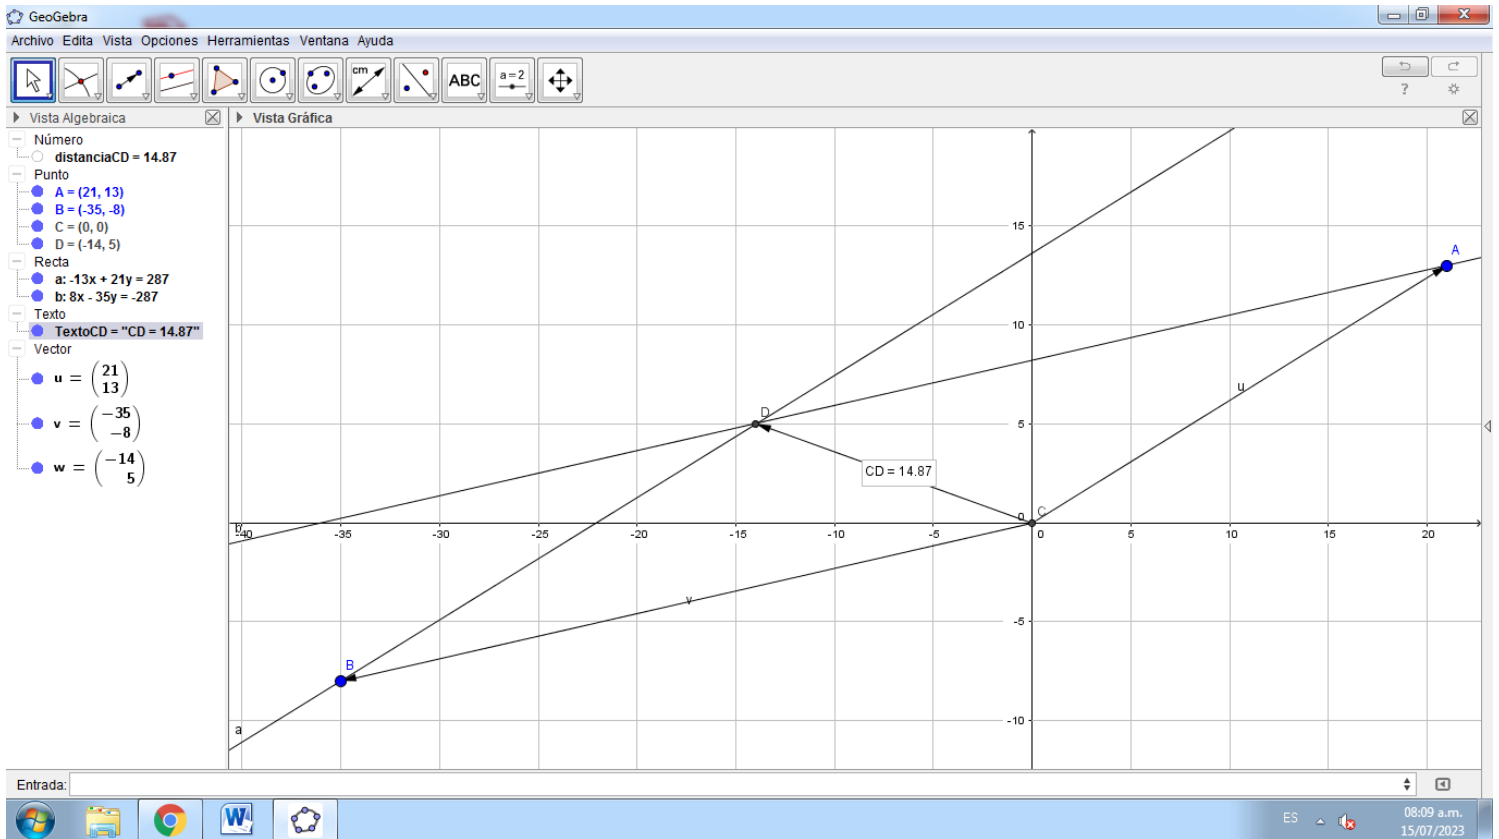 GeoGebra
Archivo Edita Vista Opciones Herramientas Ventana Ayuda
cm
ABC
a=2
?
Vista Algebraica
Vista Gráfica
Número
distanciaCD = 14.87
Punto
A = (21, 13)
B = (-35, -8)
C = (0, 0)
D = (-14, 5)
Recta
a: -13x + 21y = 287
b: 8x - 35y = -287
Texto
TextoCD = "CD = 14.87"
Vector
u = (21 13)
v = (-35 -8)
w = (-14 5)
15
A
10
u
D
5
CD = 14.87
0
C
b
-40 -35 -30 -25 -20 -15 -10 -5 0 5 10 15 20
v
-5
B
-10
a
Entrada:
W
ES
08:09 a.m.
15/07/2023